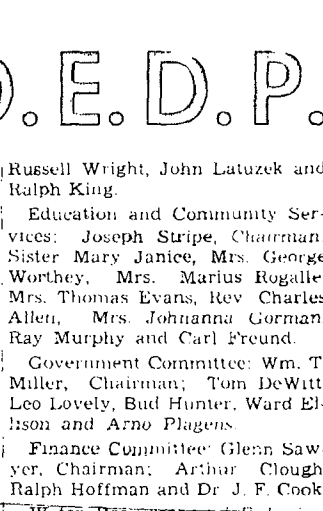 . E. D. P.
Russell Wright, John Latuzek and
Ralph King.
Education and Community Ser-
vices: Joseph Stripe, Chairman
Sister Mary Janice, Mrs. George
Worthey, Mrs. Marius Rogalle
Mrs. Thomas Evans, Rev Charles
Allen, Mrs. Johnanna Gorman
Ray Murphy and Carl Freund.
Government Committee: Wm. T
Miller, Chairman; Tom DeWitt
Leo Lovely, Bud Hunter, Ward El-
lison and Arno Plagens
Finance Committee Glenn Saw-
yer, Chairman; Arthur Clough
Ralph Hoffman and Dr J. F. Cook